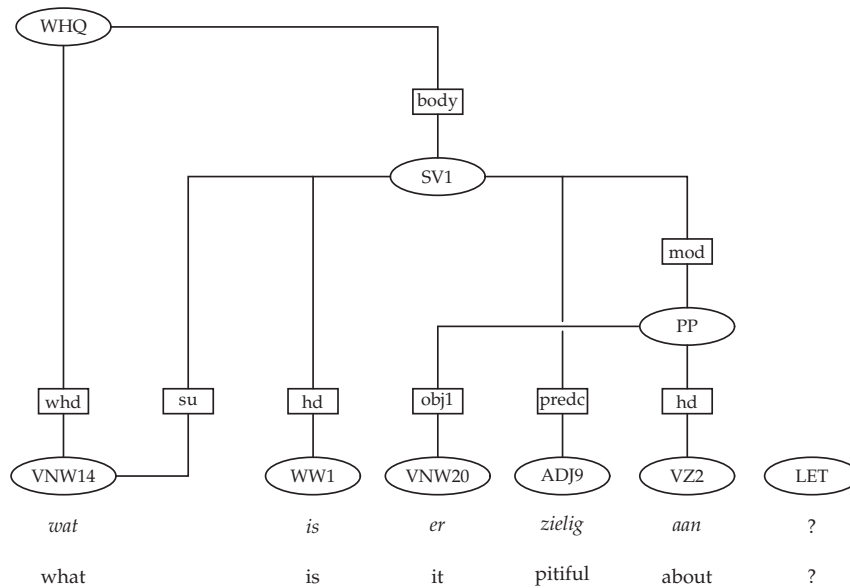 WHQ
body
SV1
mod
PP
whd su hd obj1 predc hd
VNW14 WW1 VNW20 ADJ9 VZ2 LET
wat is er zielig aan ?
what is it pitiful about ?